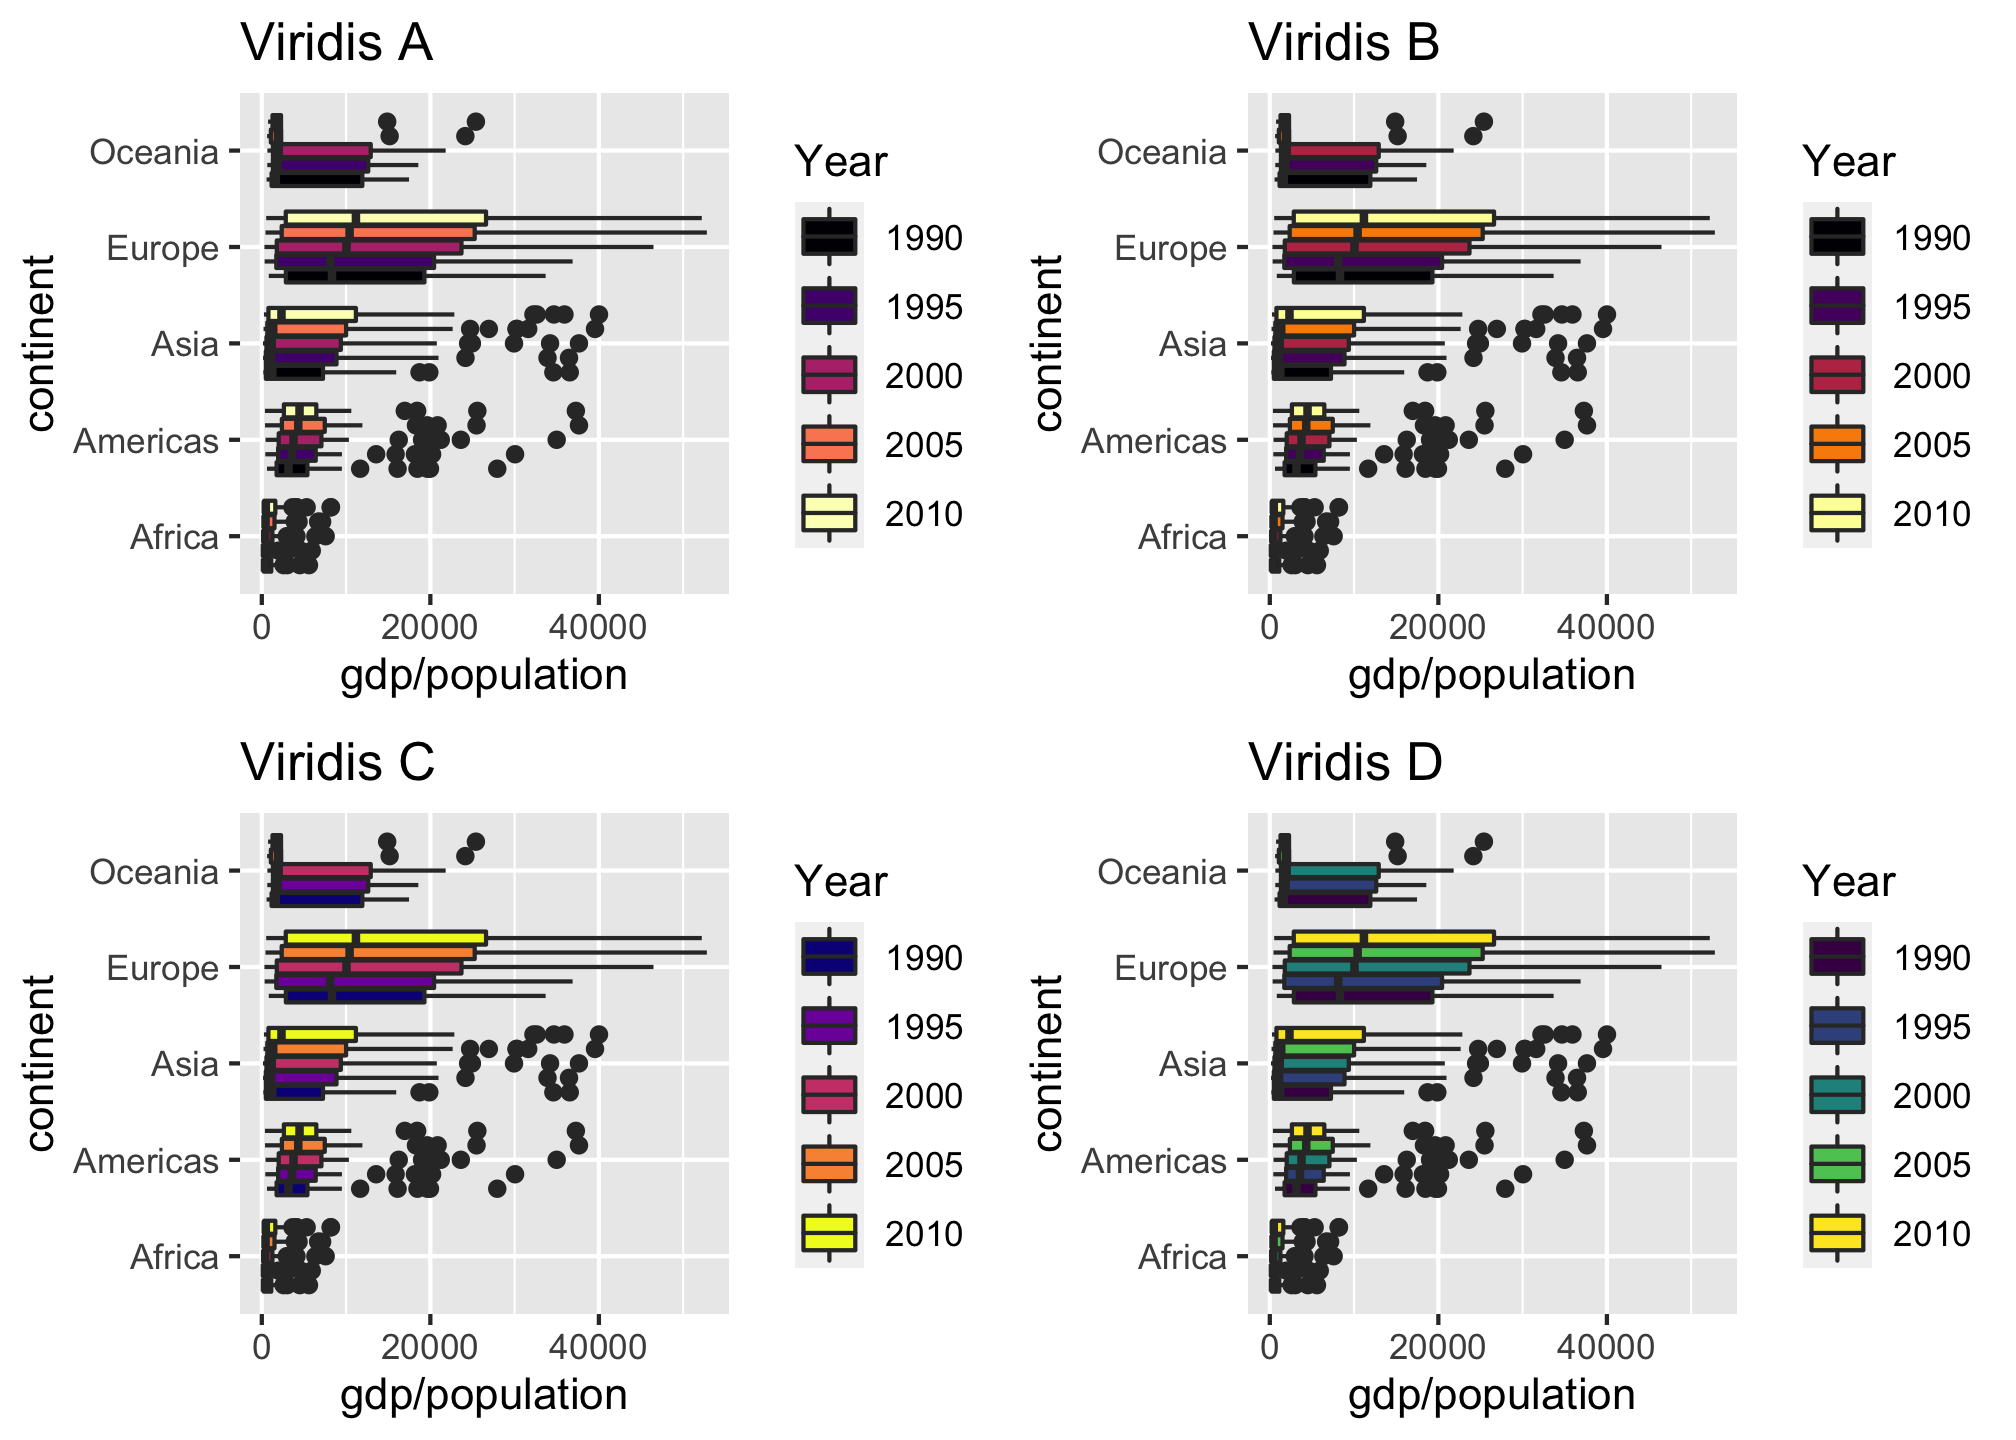 Viridis A
Oceania
Europe
Asia
Americas
Africa
continent
0 20000 40000
gdp/population
Year
1990
1995
2000
2005
2010
Viridis B
Oceania
Europe
Asia
Americas
Africa
continent
0 20000 40000
gdp/population
Year
1990
1995
2000
2005
2010
Viridis C
Oceania
Europe
Asia
Americas
Africa
continent
0 20000 40000
gdp/population
Year
1990
1995
2000
2005
2010
Viridis D
Oceania
Europe
Asia
Americas
Africa
continent
0 20000 40000
gdp/population
Year
1990
1995
2000
2005
2010